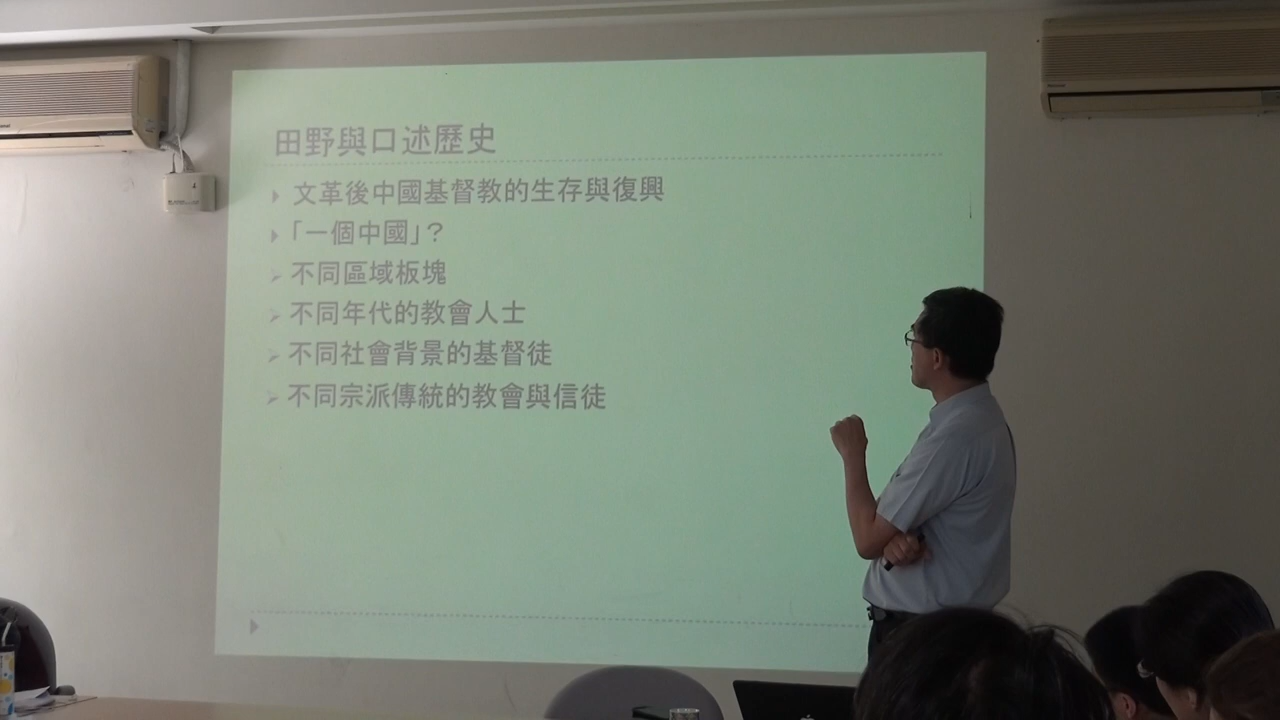 田野與口述歷史
文革後中國基督教的生存與復興
「一個中國」?
不同區域板塊
不同年代的教會人士
不同社會背景的基督徒
不同宗派傳統的教會與信徒